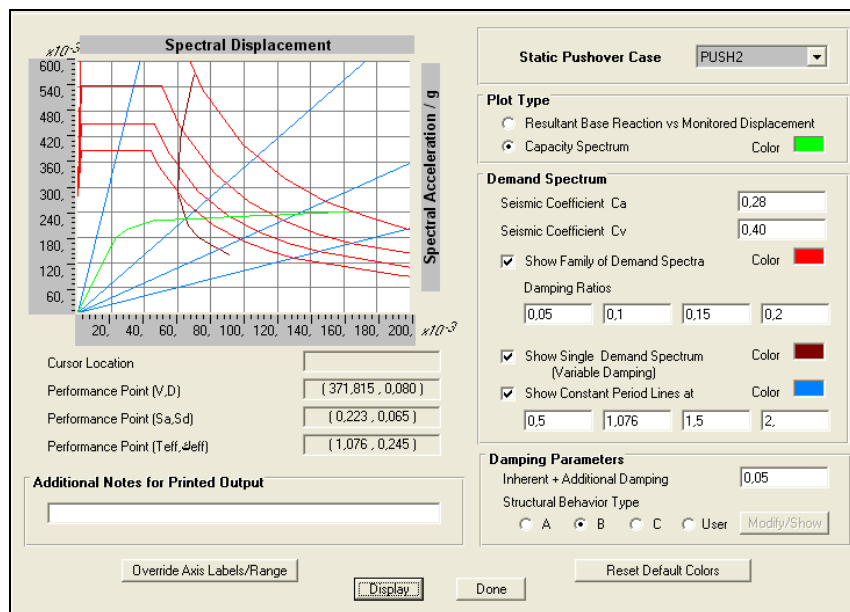 x10-3 Spectral Displacement
600,
540,
480,
420,
360,
300,
240,
180,
120,
60,
Spectral Acceleration / g
20, 40, 60, 80, 100, 120, 140, 160, 180, 200, x10-3
Cursor Location
Performance Point (V,D) ( 371,815 , 0,080 )
Performance Point (Sa,Sd) ( 0,223 , 0,065 )
Performance Point (Teff,ظeff) ( 1,076 , 0,245 )
Additional Notes for Printed Output
Override Axis Labels/Range
Static Pushover Case PUSH2
Plot Type
Resultant Base Reaction vs Monitored Displacement
Capacity Spectrum Color
Demand Spectrum
Seismic Coefficient Ca 0,28
Seismic Coefficient Cv 0,40
Show Family of Demand Spectra Color
Damping Ratios
0,05 0,1 0,15 0,2
Show Single Demand Spectrum Color
(Variable Damping)
Show Constant Period Lines at Color
0,5 1,076 1,5 2,
Damping Parameters
Inherent + Additional Damping 0,05
Structural Behavior Type
A B C User Modify/Show
Reset Default Colors
Display Done